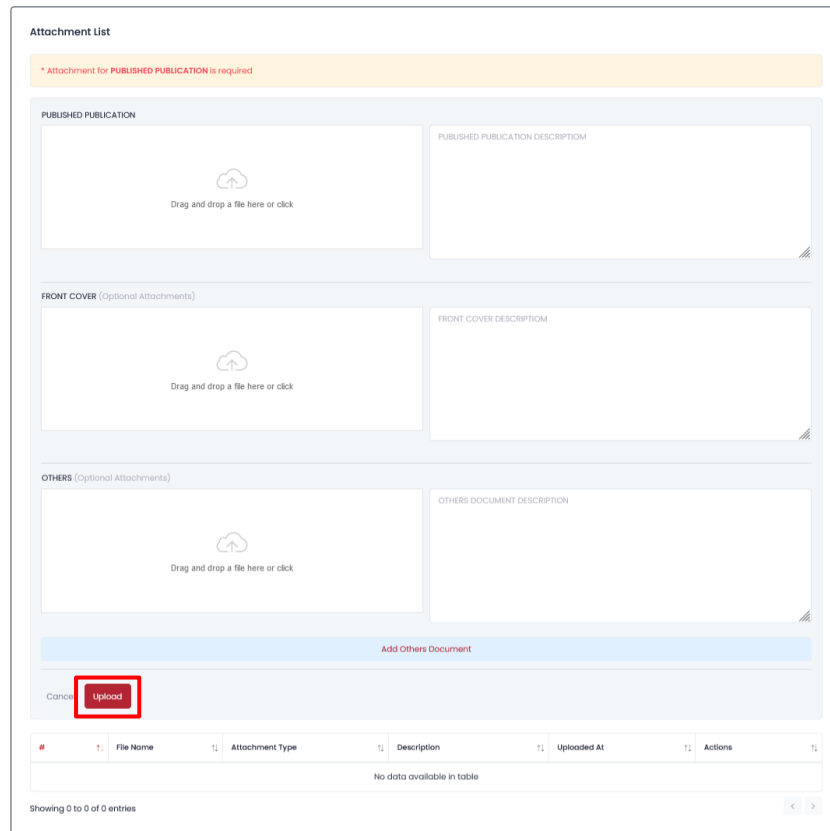 Attachment List
* Attachment for PUBLISHED PUBLICATION is required
PUBLISHED PUBLICATION
PUBLISHED PUBLICATION DESCRIPTIOM
Drag and drop a file here or click
FRONT COVER (Optional Attachments)
FRONT COVER DESCRIPTIOM
Drag and drop a file here or click
OTHERS (Optional Attachments)
OTHERS DOCUMENT DESCRIPTION
Drag and drop a file here or click
Add Others Document
Cance Upload
# File Name Attachment Type Description Uploaded At Actions
No data available in table
Showing 0 to 0 of 0 entries